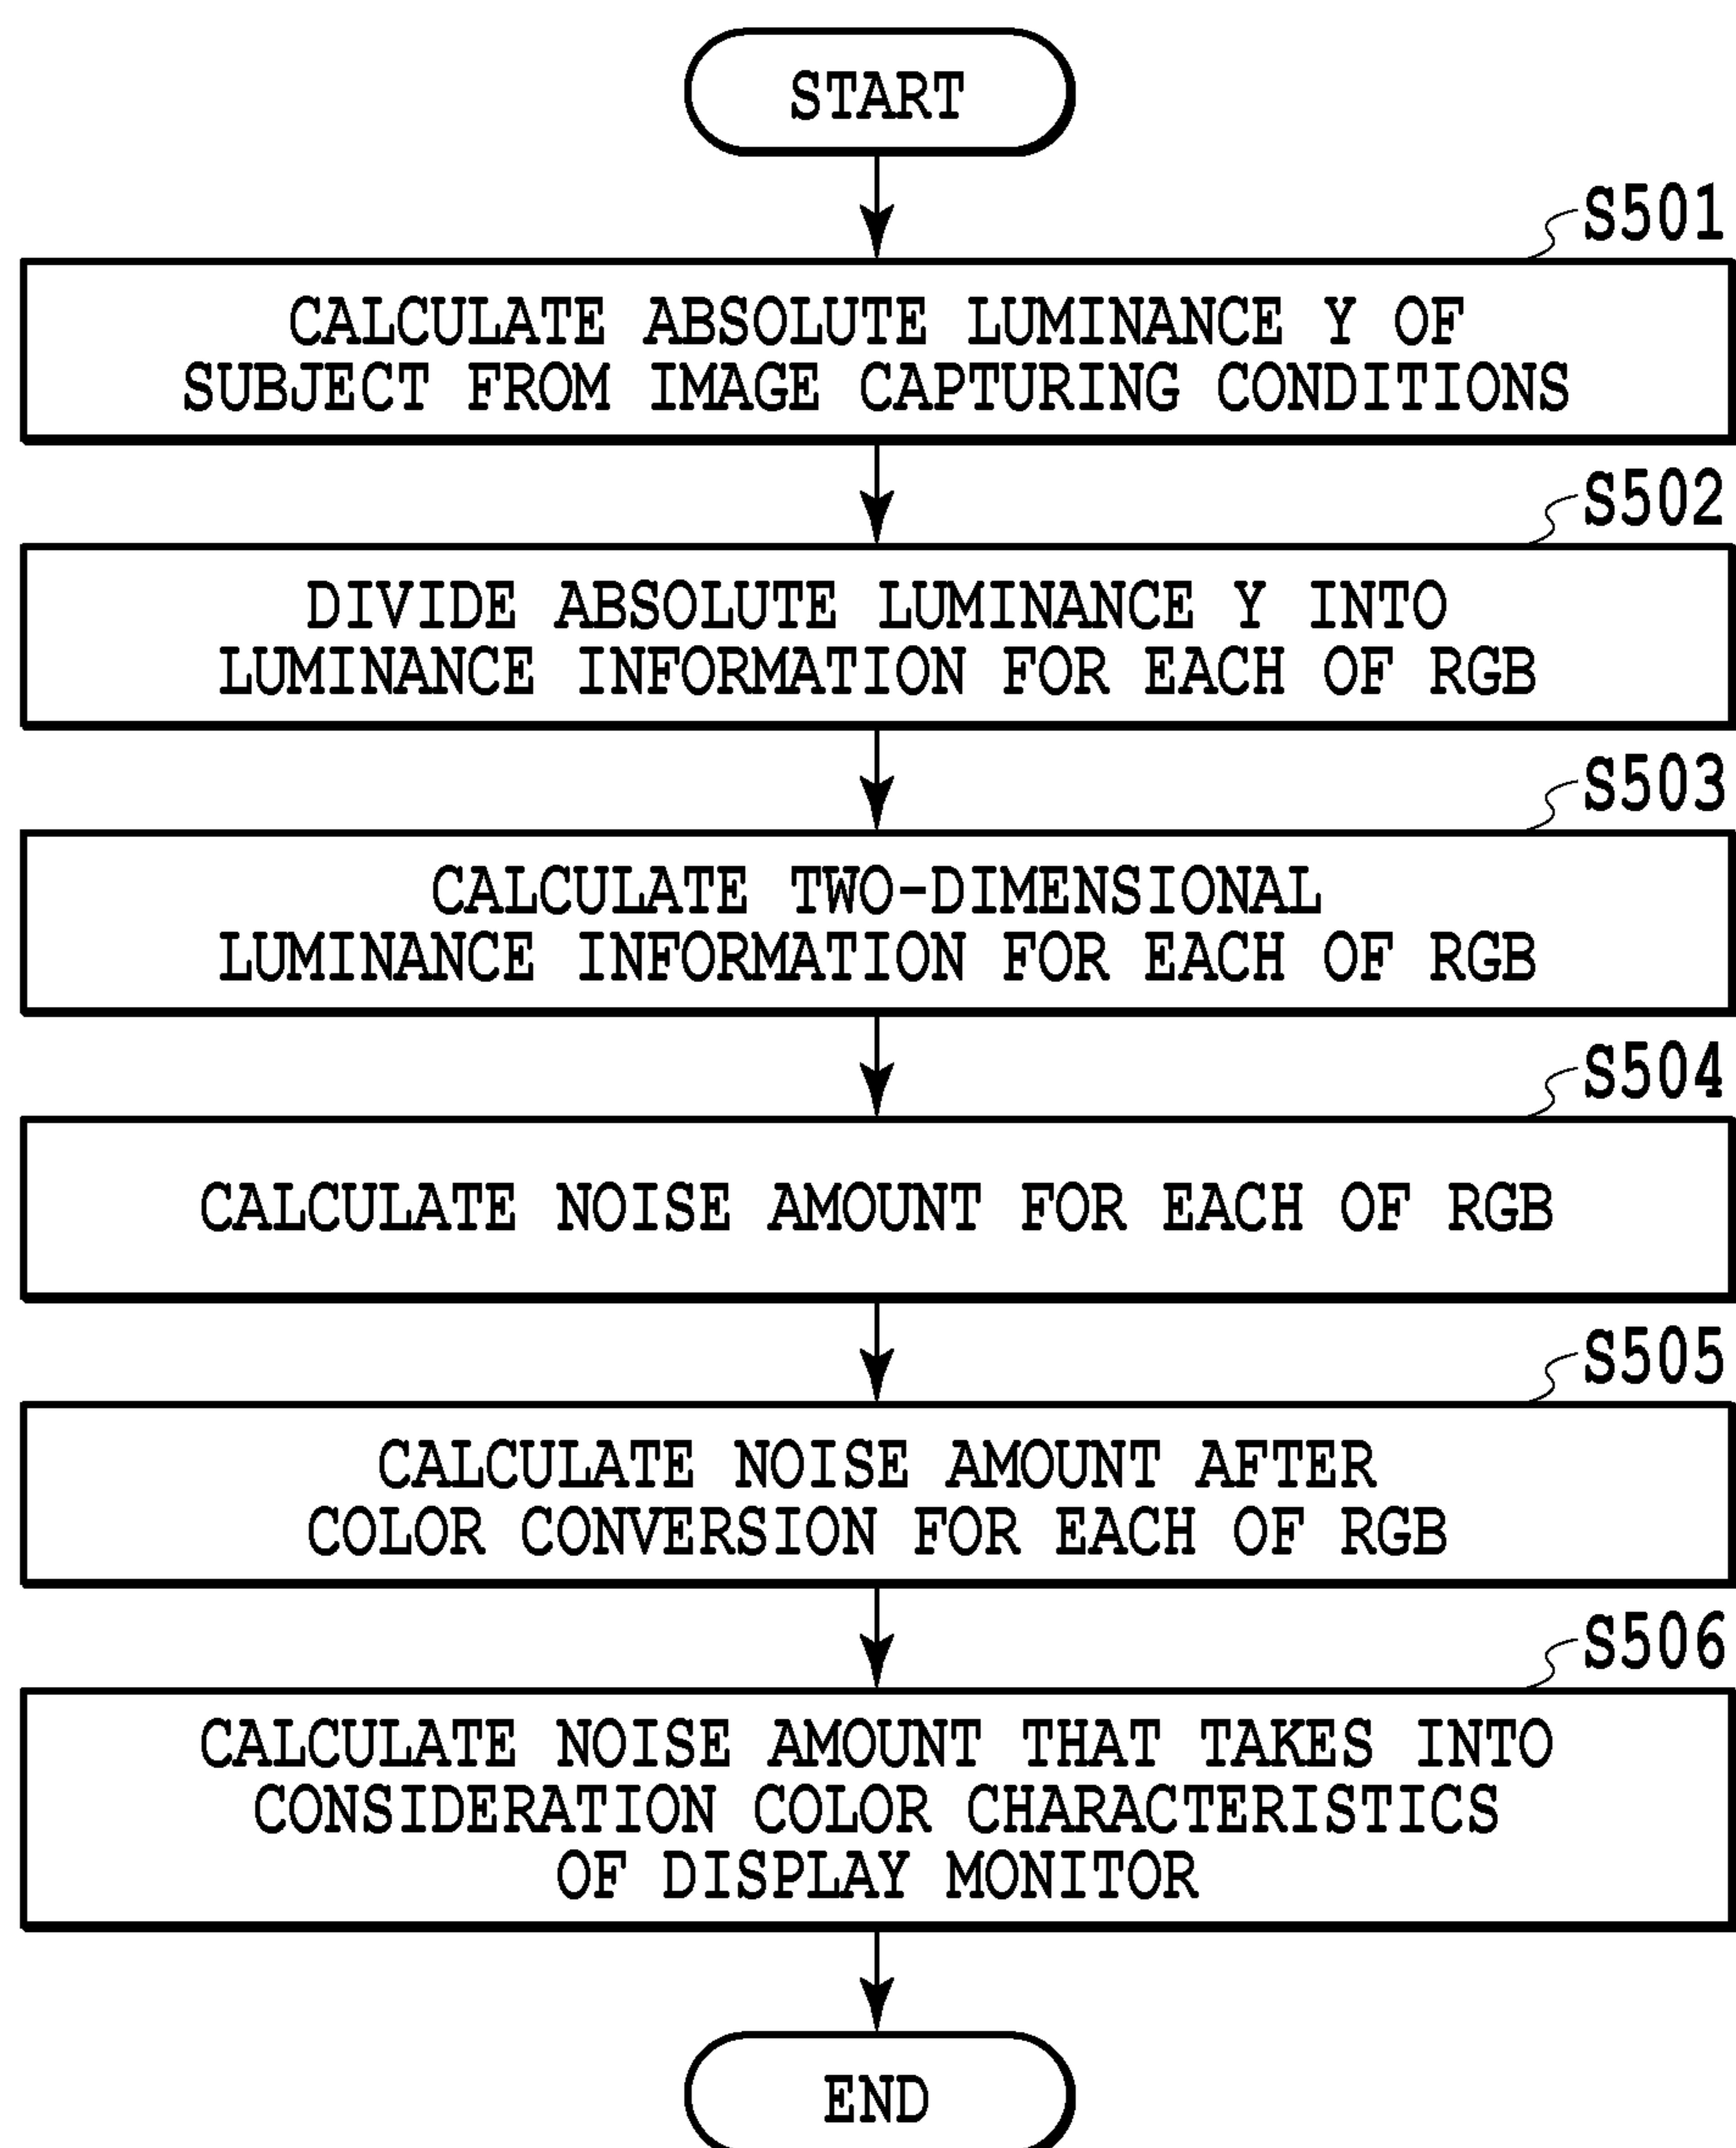 START
S501
CALCULATE ABSOLUTE LUMINANCE Y OF
SUBJECT FROM IMAGE CAPTURING CONDITIONS
S502
DIVIDE ABSOLUTE LUMINANCE Y INTO
LUMINANCE INFORMATION FOR EACH OF RGB
S503
CALCULATE TWO-DIMENSIONAL
LUMINANCE INFORMATION FOR EACH OF RGB
S504
CALCULATE NOISE AMOUNT FOR EACH OF RGB
S505
CALCULATE NOISE AMOUNT AFTER
COLOR CONVERSION FOR EACH OF RGB
S506
CALCULATE NOISE AMOUNT THAT TAKES INTO
CONSIDERATION COLOR CHARACTERISTICS
OF DISPLAY MONITOR
END